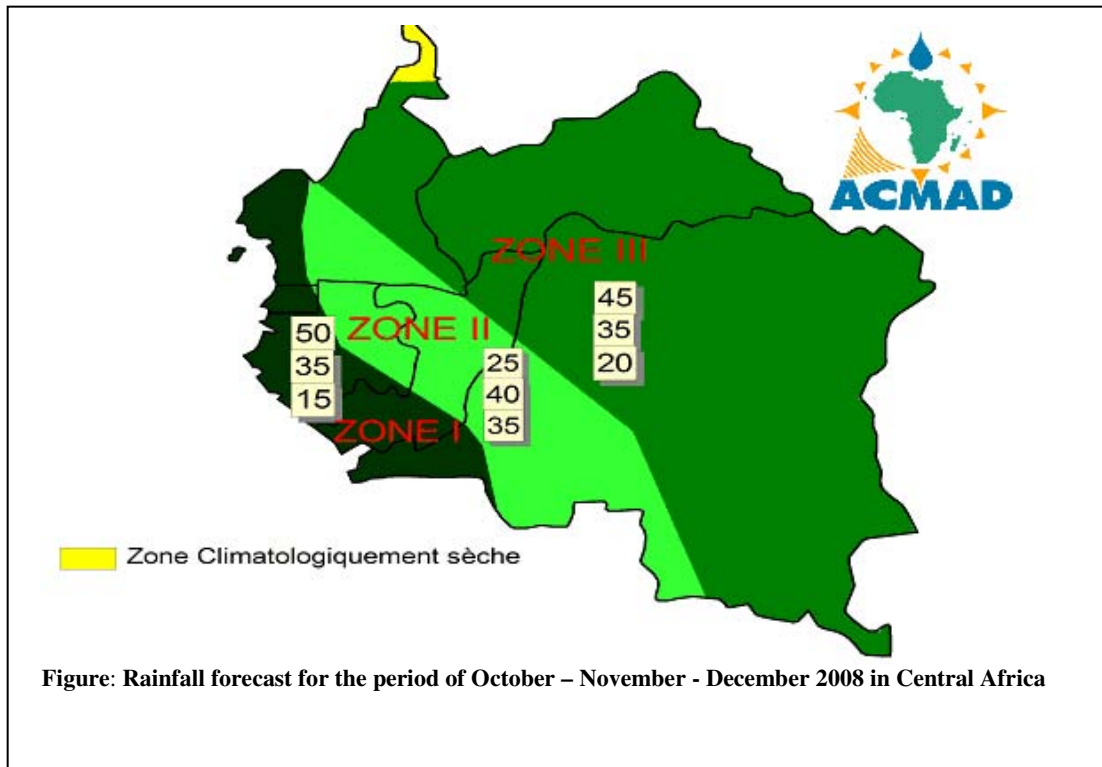 ACMAD
ZONE III
45
35
20
ZONE II
50
35
15
25
40
35
ZONE I
Zone Climatologiquement sèche
Figure: Rainfall forecast for the period of October – November - December 2008 in Central Africa